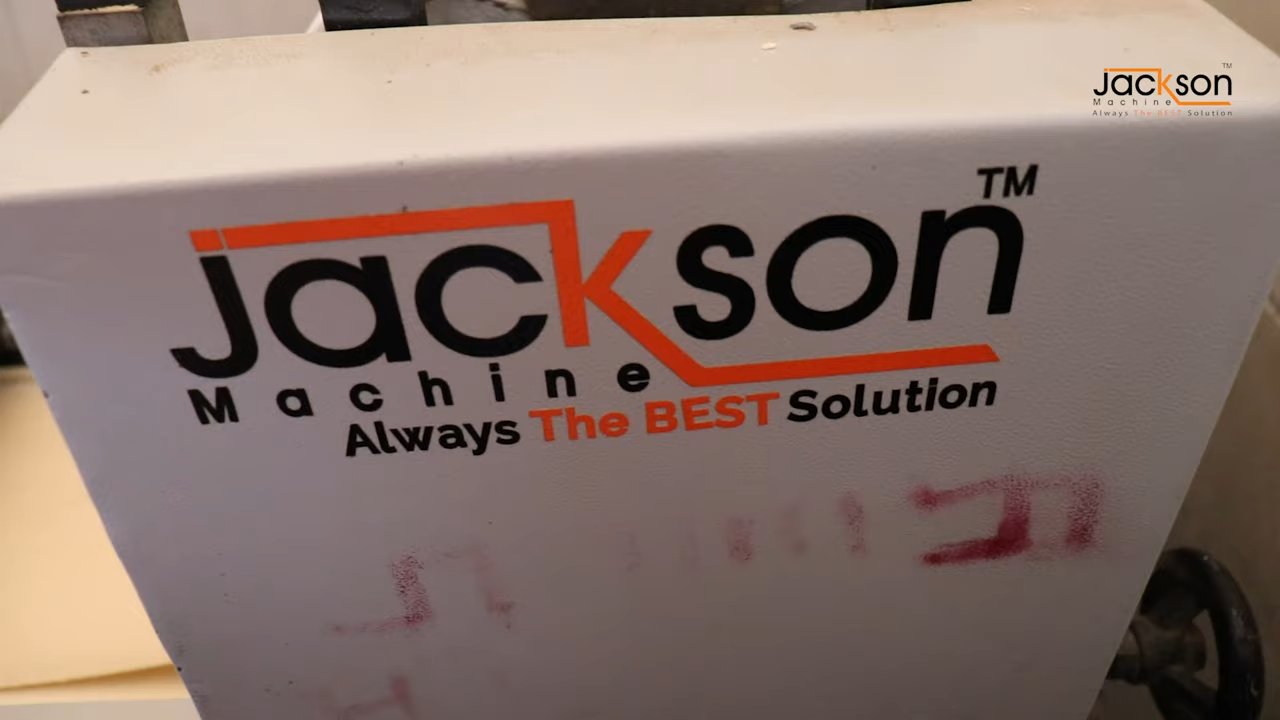 Jackson
TM
Machine
Always The BEST Solution
Jackson
TM
Machine
Always The BEST Solution